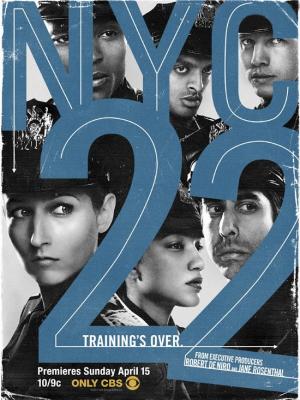 NYC
22
TRAINING'S OVER.
FROM EXECUTIVE PRODUCERS
ROBERT DE NIRO AND JANE ROSENTHAL
Premieres Sunday April 15
10/9c ONLY CBS